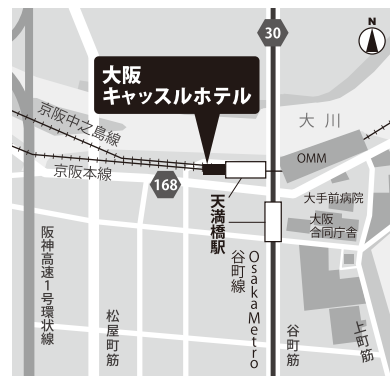 N
30
大阪
キャッスルホテル
大川
京阪中之島線
京阪本線
OMM
168
天満橋駅
大手前病院
大阪
合同庁舎
阪神高速1号環状線
松屋町筋
OsakaMetro
谷町線
谷町筋
上町筋